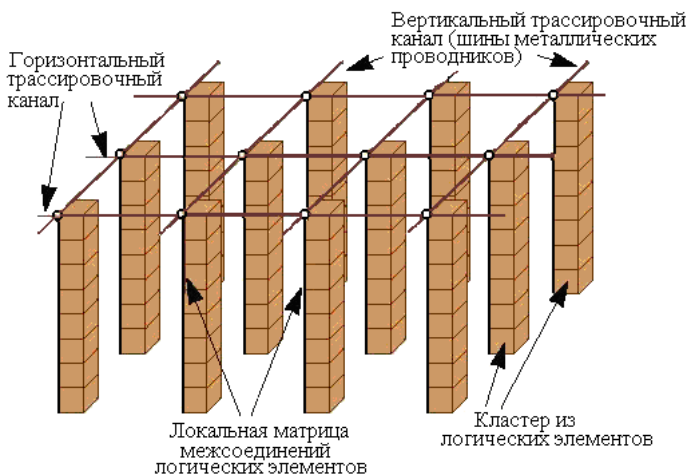 Горизонтальный
трассировочный
канал
Вертикальный трассировочный
канал (шины металлических
проводников)
Локальная матрица
межсоединений
логических элементов
Кластер из
логических элементов